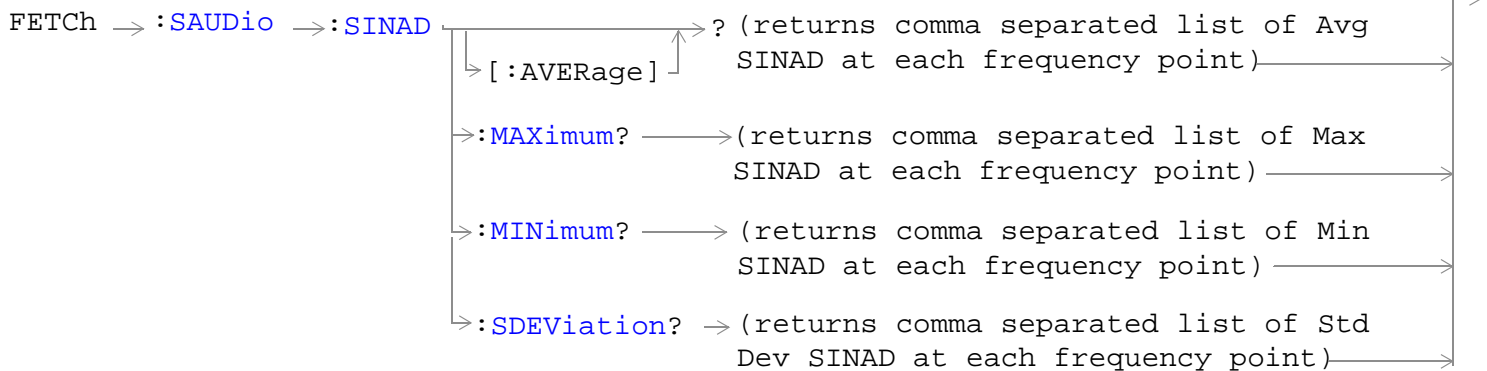 FETCh :SAUDio :SINAD ? (returns comma separated list of Avg
[:AVERage] SINAD at each frequency point)
:MAXimum? (returns comma separated list of Max
SINAD at each frequency point)
:MINimum? (returns comma separated list of Min
SINAD at each frequency point)
:SDEViation? (returns comma separated list of Std
Dev SINAD at each frequency point)